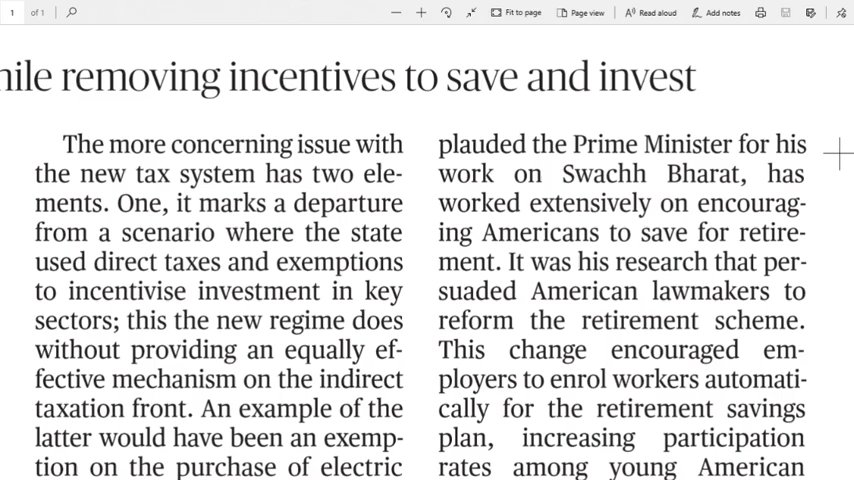 1 of 1 Fit to page Page view Read aloud Add notes
removing incentives to save and invest
The more concerning issue with
the new tax system has two ele-
ments. One, it marks a departure
from a scenario where the state
used direct taxes and exemptions
to incentivise investment in key
sectors; this the new regime does
without providing an equally ef-
fective mechanism on the indirect
taxation front. An example of the
latter would have been an exemp-
tion on the purchase of electric
plauded the Prime Minister for his
work on Swachh Bharat, has
worked extensively on encourag-
ing Americans to save for retire-
ment. It was his research that per-
suaded American lawmakers to
reform the retirement scheme.
This change encouraged em-
ployers to enrol workers automati-
cally for the retirement savings
plan, increasing participation
rates among young American